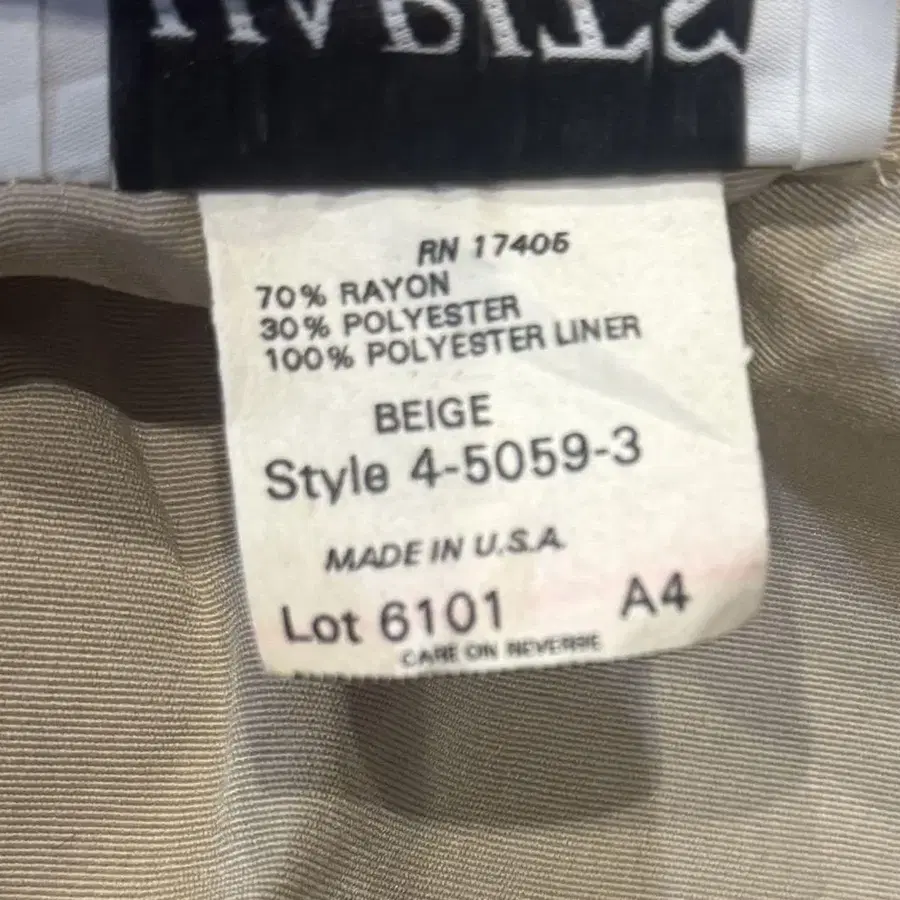 RN 17405
70% RAYON
30% POLYESTER
100% POLYESTER LINER
BEIGE
Style 4-5059-3
MADE IN U.S.A.
Lot 6101 A4
CARE ON REVERSE